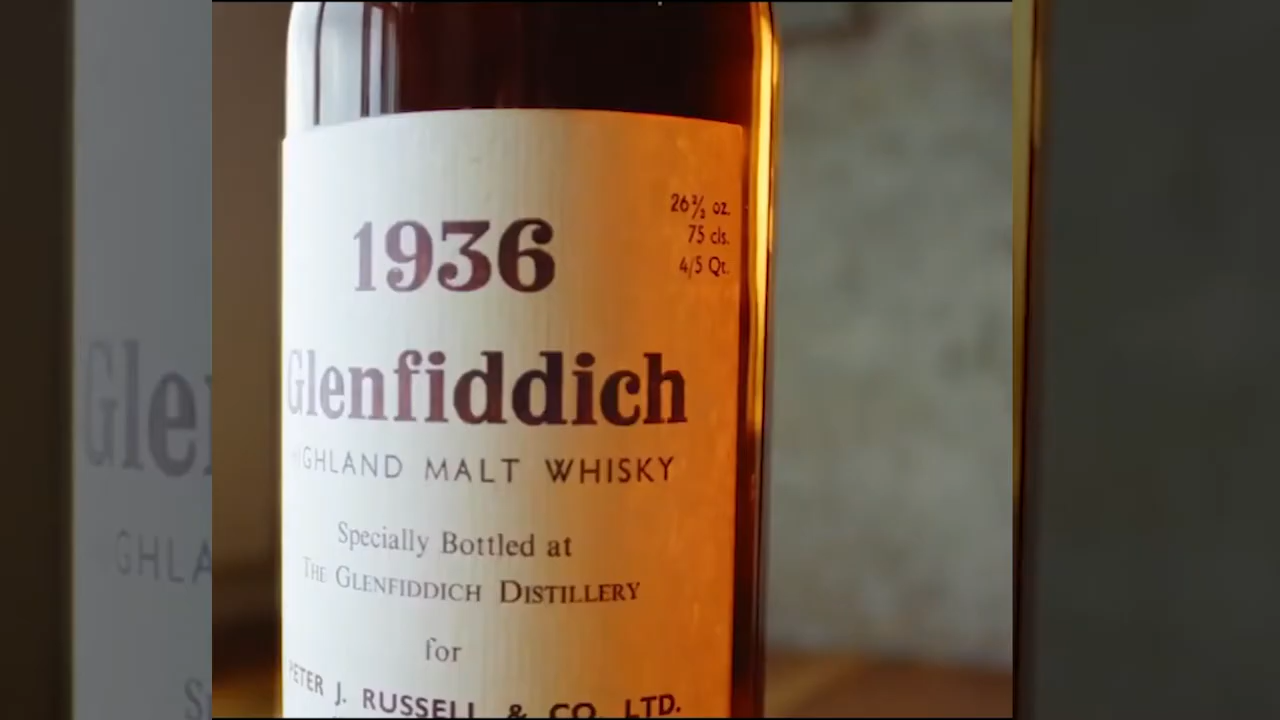 1936
26⅔ oz.
75 cls.
4/5 Qt.
Glenfiddich
HIGHLAND MALT WHISKY
Specially Bottled at
THE GLENFIDDICH DISTILLERY
for
PETER J. RUSSELL & CO. LTD.